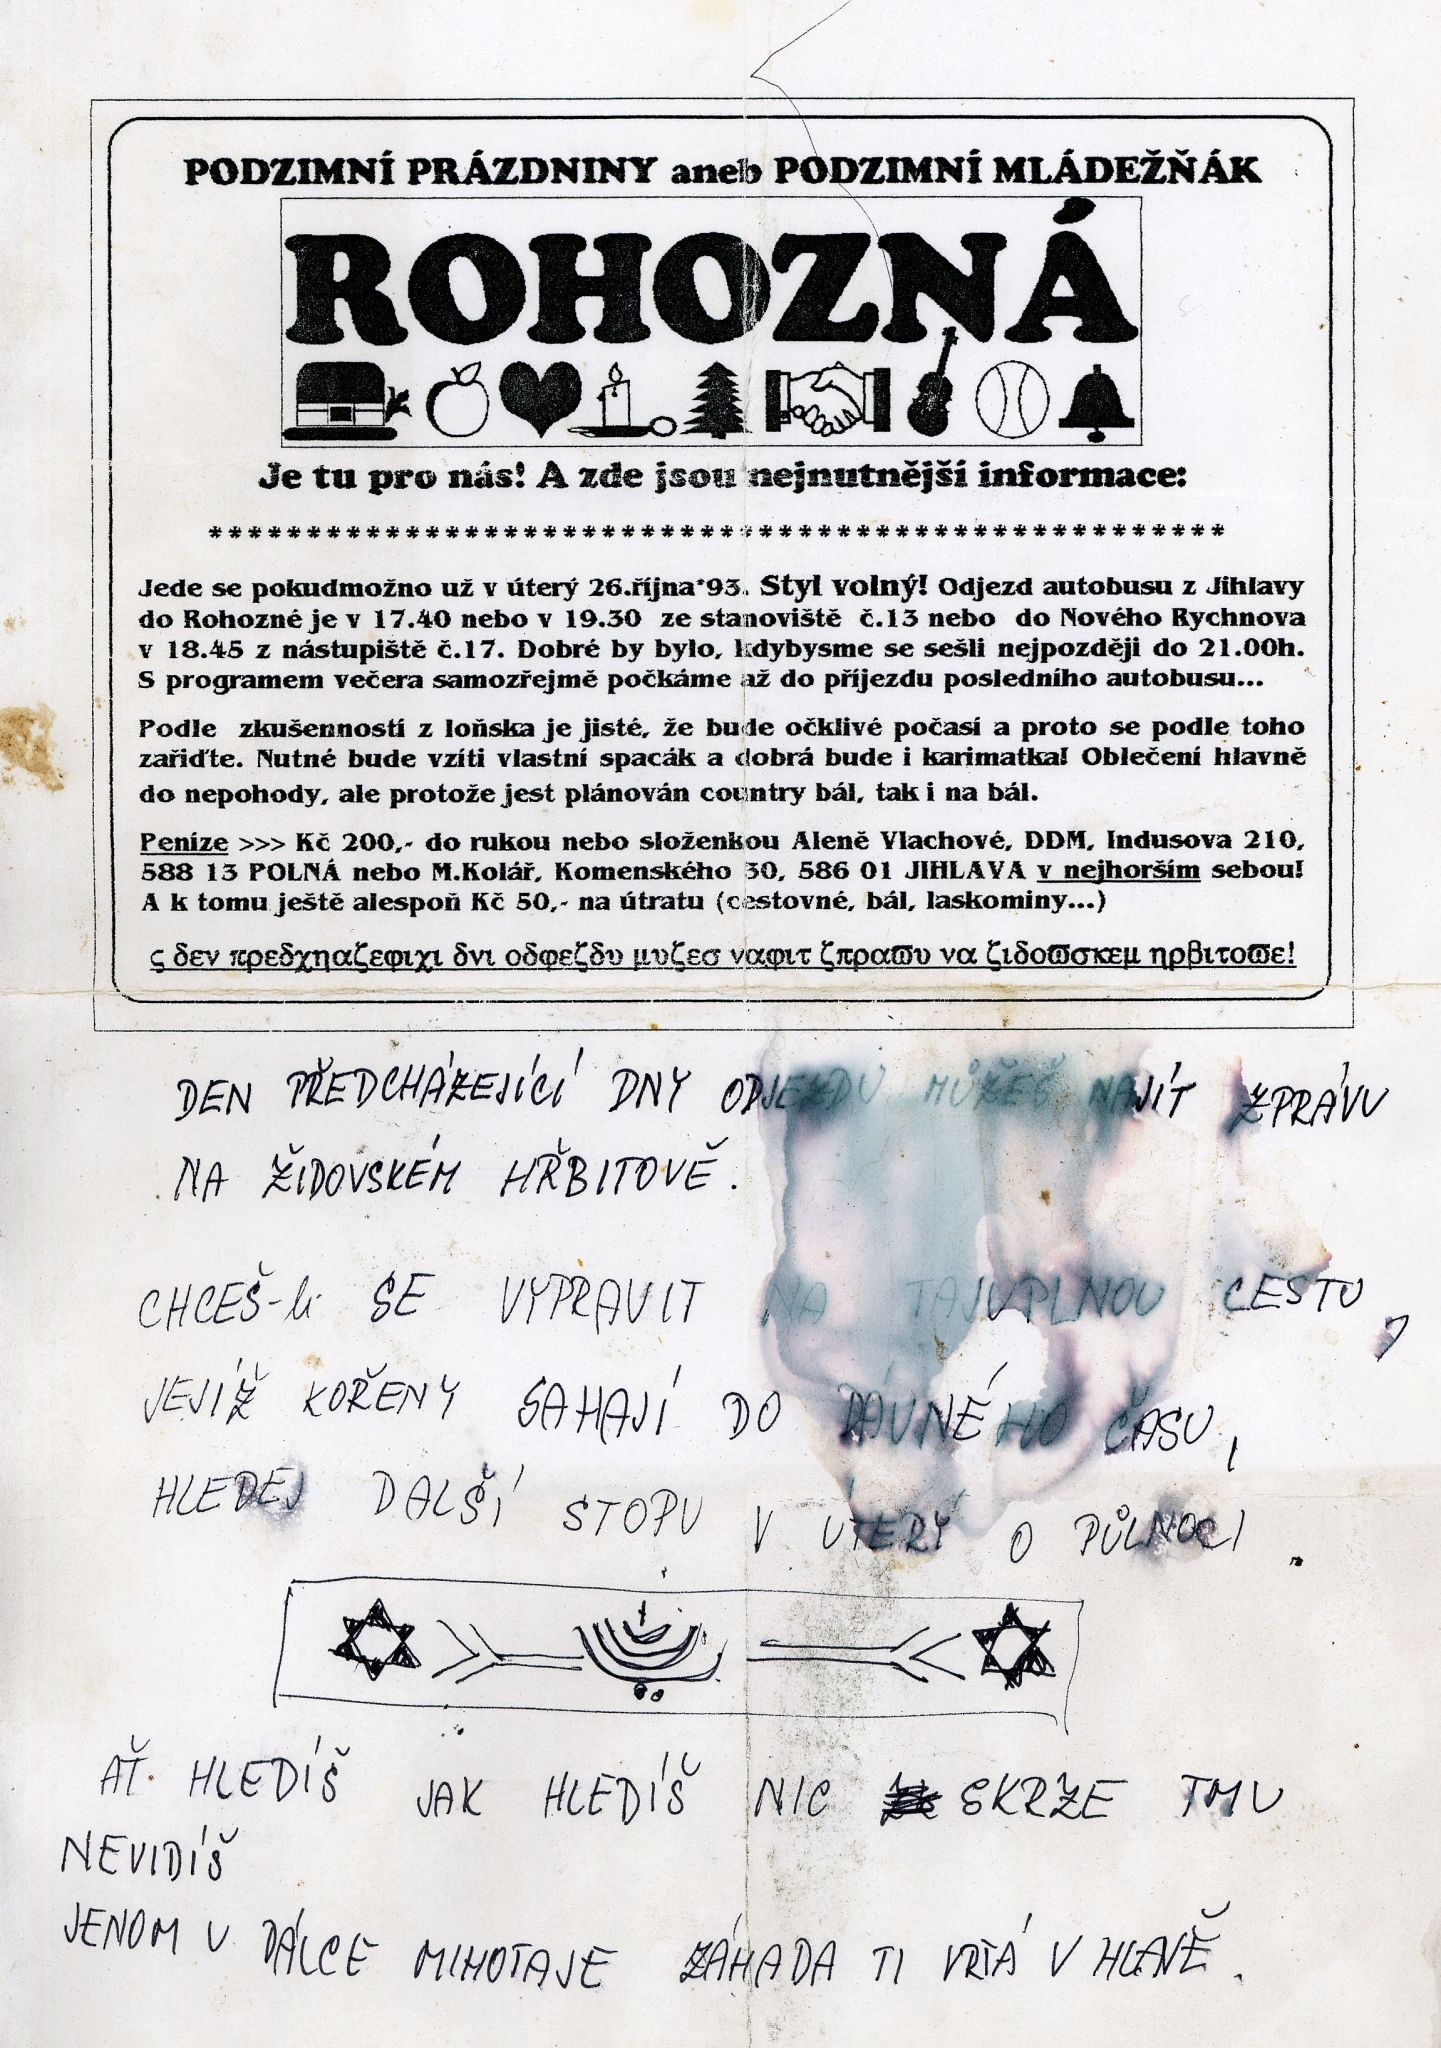 PODZIMNÍ PRÁZDNINY aneb PODZIMNÍ MLÁDEŽŇÁK
ROHOZNÁ
Je tu pro nás! A zde jsou nejnutnější informace:
****************************************************
Jede se pokudmožno už v úterý 26.října'93. Styl volný! Odjezd autobusu z Jihlavy
do Rohozné je v 17.40 nebo v 19.30 ze stanoviště č.13 nebo do Nového Rychnova
v 18.45 z nástupiště č.17. Dobré by bylo, kdybysme se sešli nejpozději do 21.00h.
S programem večera samozřejmě počkáme až do příjezdu posledního autobusu...
Podle zkušenností z loňska je jisté, že bude očklivé počasí a proto se podle toho
zařiďte. Nutné bude vzíti vlastní spacák a dobrá bude i karimatka! Oblečení hlavně
do nepohody, ale protože jest plánován country bál, tak i na bál.
Peníze >>> Kč 200,- do rukou nebo složenkou Aleně Vlachové, DDM, Indusova 210,
588 13 POLNÁ nebo M.Kolář, Komenského 30, 586 01 JIHLAVA v nejhorším sebou!
A k tomu ještě alespoň Kč 50,- na útratu (cestovné, bál, laskominy...)
ς δεν πρεδχηαζεφιχι δνι οδφεζδυ μυζεσ ναφιτ ζπραϖυ να ζιδοϖσκεμ ηρβιτοϖε!
DEN PŘEDCHÁZEJÍCÍ DNY ODJEZDU MŮŽEŠ NAJÍT ZPRÁVU
NA ŽIDOVSKÉM HŘBITOVĚ.
CHCEŠ-li SE VYPRAVIT NA TAJUPLNOU CESTU,
JEJÍŽ KOŘENY SAHAJÍ DO DÁVNÉHO ČASU,
HLEDEJ DALŠÍ STOPU V ÚTERÝ O PŮLNOCI.
AŤ HLEDÍŠ JAK HLEDÍŠ NIC SKRZE TMU
NEVIDÍŠ
JENOM V DÁLCE MIHOTAJE ZÁHADA TI VRTÁ V HLAVĚ.